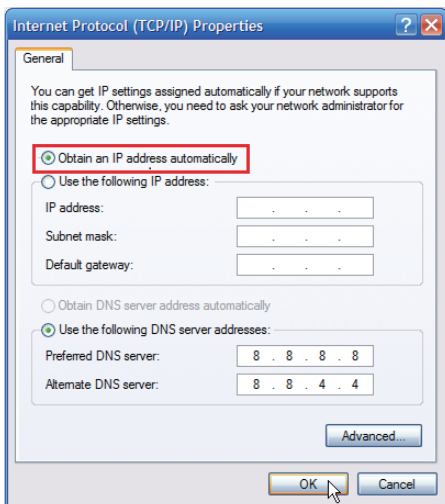 Internet Protocol (TCP/IP) Properties
General
You can get IP settings assigned automatically if your network supports
this capability. Otherwise, you need to ask your network administrator for
the appropriate IP settings.
Obtain an IP address automatically
Use the following IP address:
IP address:
. . .
Subnet mask:
. . .
Default gateway:
. . .
Obtain DNS server address automatically
Use the following DNS server addresses:
Preferred DNS server:
8 . 8 . 8 . 8
Alternate DNS server:
8 . 8 . 4 . 4
Advanced...
OK
Cancel